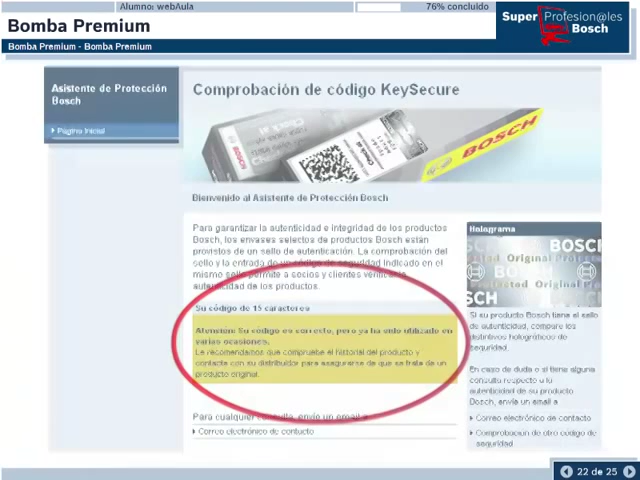 Alumno: webAula
76% concluido
Bomba Premium
Super Profesion@les
Bosch
Bomba Premium - Bomba Premium
Asistente de Protección
Bosch
Página Inicial
Comprobación de código KeySecure
BOSCH
Bienvenido al Asistente de Protección Bosch
Para garantizar la autenticidad e integridad de los productos
Bosch, los envases selectos de productos Bosch están
provistos de un sello de autenticación. La comprobación del
sello y la entrada de un código de seguridad indicado en el
mismo sello permite a socios y clientes verificar la
autenticidad de los productos.
Su código de 15 caracteres
Atención: Su código es correcto, pero ya ha sido utilizado en
varias ocasiones.
Le recomendamos que compruebe el historial del producto y
contacte con su distribuidor para asegurarse de que se trata de un
producto original.
Para cualquier consulta, envíe un email a
Correo electrónico de contacto
Holograma
BOSCH
Original
BOSCH
tected Original Pro
SCH
Si su producto Bosch tiene el sello
de autenticidad, compare los
distintivos holográficos de
seguridad.
En caso de duda o si tiene alguna
consulta respecto a la
autenticidad de su producto
Bosch, envíe un email a
Correo electrónico de contacto
Comprobación de otro código de
seguridad
22 de 25